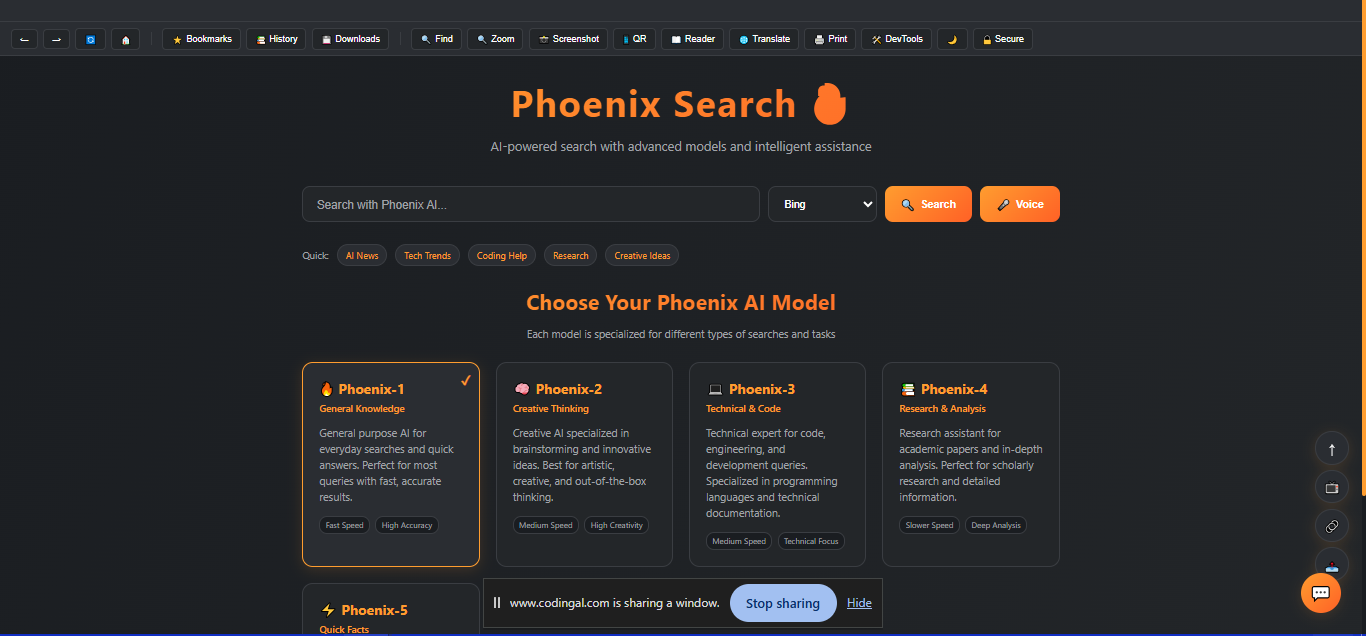 Bookmarks History Downloads Find Zoom Screenshot QR Reader Translate Print DevTools Secure
Phoenix Search
AI-powered search with advanced models and intelligent assistance
Search with Phoenix AI... Bing Search Voice
Quick: AI News Tech Trends Coding Help Research Creative Ideas
Choose Your Phoenix AI Model
Each model is specialized for different types of searches and tasks
Phoenix-1
General Knowledge
General purpose AI for
everyday searches and quick
answers. Perfect for most
queries with fast, accurate
results.
Fast Speed High Accuracy
Phoenix-2
Creative Thinking
Creative AI specialized in
brainstorming and innovative
ideas. Best for artistic,
creative, and out-of-the-box
thinking.
Medium Speed High Creativity
Phoenix-3
Technical & Code
Technical expert for code,
engineering, and
development queries.
Specialized in programming
languages and technical
documentation.
Medium Speed Technical Focus
Phoenix-4
Research & Analysis
Research assistant for
academic papers and in-depth
analysis. Perfect for scholarly
research and detailed
information.
Slower Speed Deep Analysis
Phoenix-5
Quick Facts
www.codingal.com is sharing a window. Stop sharing Hide